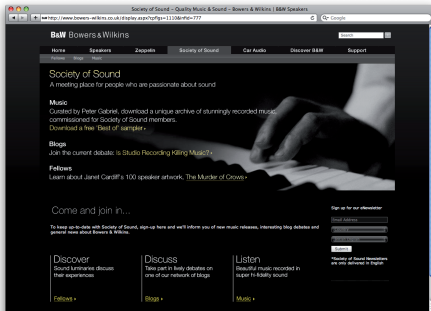 Society of Sound – Quality Music & Sound – Bowers & Wilkins | B&W Speakers
http://www.bowers-wilkins.co.uk/display.aspx?cpflgs=1110&infid=777
Google
B&W Bowers & Wilkins
Search
Home Speakers Zeppelin Society of Sound Car Audio Discover B&W Support
Fellows Blogs Music
Society of Sound
A meeting place for people who are passionate about sound
Music
Curated by Peter Gabriel, download a unique archive of stunningly recorded music,
commissioned for Society of Sound members.
Download a free "Best of" sampler
Blogs
Join the current debate: Is Studio Recording Killing Music?
Fellows
Learn about Janet Cardiff's 100 speaker artwork, The Murder of Crows
Come and join in...
To keep up-to-date with Society of Sound, sign-up here and we'll inform you of new music releases, interesting blog debates and
general news about Bowers & Wilkins.
Sign up for our eNewsletter
Email Address
Submit
*Society of Sound Newsletters
are only delivered in English
Discover
Sound luminaries discuss
their experiences
Fellows
Discuss
Take part in lively debates on
one of our network of blogs
Blogs
Listen
Beautiful music recorded in
super hi-fidelity sound
Music